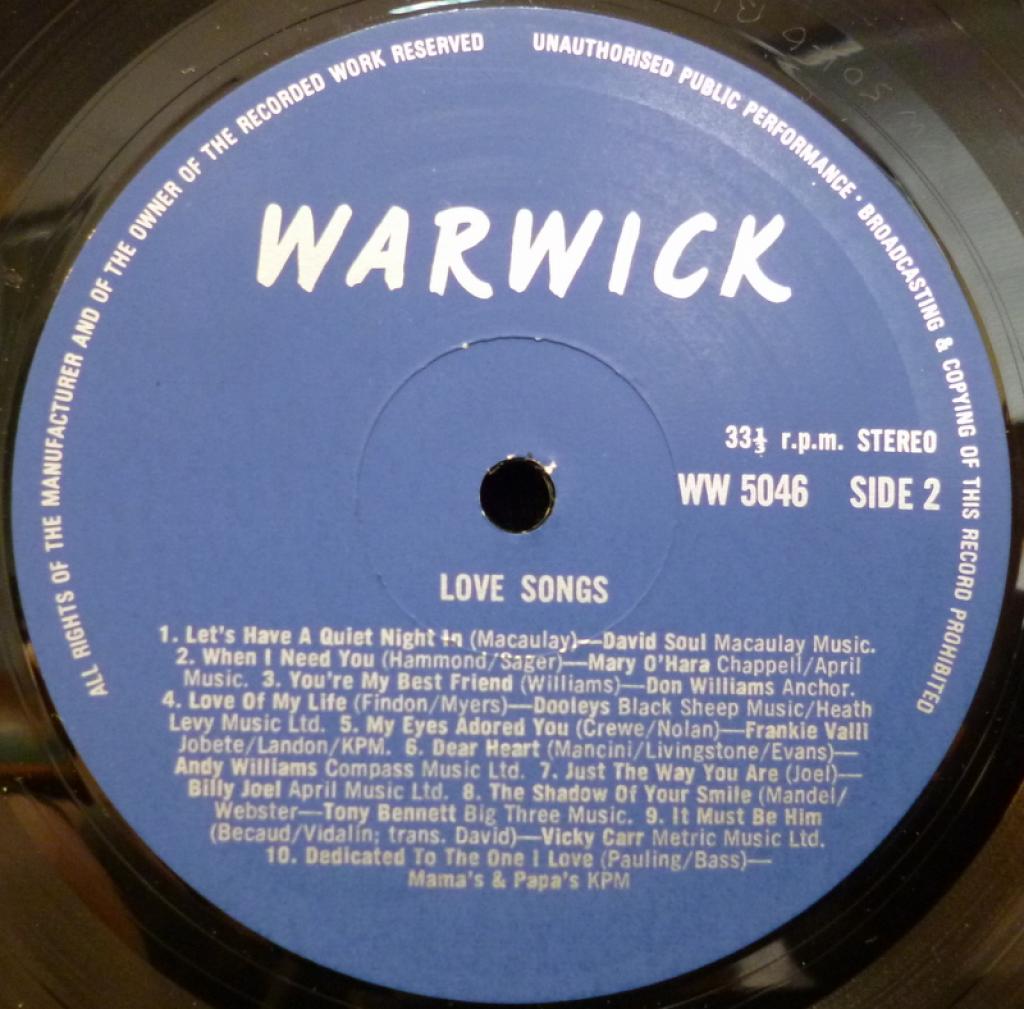 ALL RIGHTS OF THE MANUFACTURER AND OF THE OWNER OF THE RECORDED WORK RESERVED
UNAUTHORISED PUBLIC PERFORMANCE · BROADCASTING & COPYING OF THIS RECORD PROHIBITED
WARWICK
33⅓ r.p.m. STEREO
WW 5046 SIDE 2
LOVE SONGS
1. Let's Have A Quiet Night In (Macaulay)—David Soul Macaulay Music.
2. When I Need You (Hammond/Sager)—Mary O'Hara Chappell/April
Music. 3. You're My Best Friend (Williams)—Don Williams Anchor.
4. Love Of My Life (Findon/Myers)—Dooleys Black Sheep Music/Heath
Levy Music Ltd. 5. My Eyes Adored You (Crewe/Nolan)—Frankie Valli
Jobete/Landon/KPM. 6. Dear Heart (Mancini/Livingstone/Evans)—
Andy Williams Compass Music Ltd. 7. Just The Way You Are (Joel)—
Billy Joel April Music Ltd. 8. The Shadow Of Your Smile (Mandel/
Webster—Tony Bennett Big Three Music. 9. It Must Be Him
(Becaud/Vidalin; trans. David)—Vicky Carr Metric Music Ltd.
10. Dedicated To The One I Love (Pauling/Bass)—
Mama's & Papa's KPM